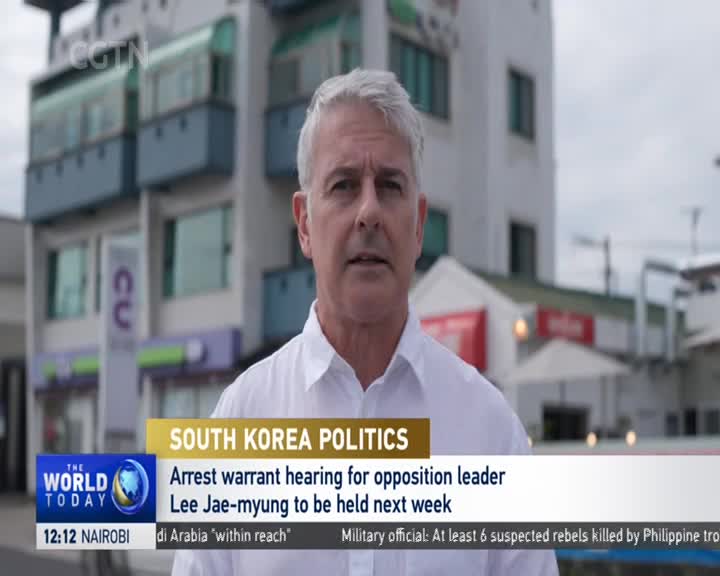 CGTN
SOUTH KOREA POLITICS
Arrest warrant hearing for opposition leader
Lee Jae-myung to be held next week
THE
WORLD
TODAY
12:12 NAIROBI
di Arabia "within reach" Military official: At least 6 suspected rebels killed by Philippine tro